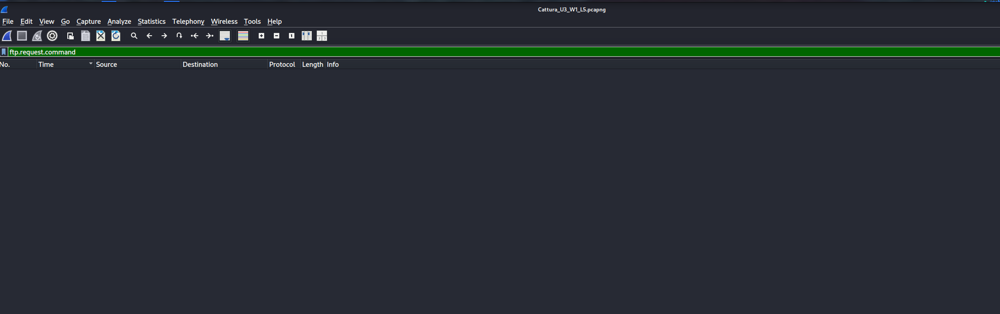 Cattura_U3_W1_L5.pcapng
File Edit View Go Capture Analyze Statistics Telephony Wireless Tools Help
ftp.request.command
No. Time Source Destination Protocol Length Info